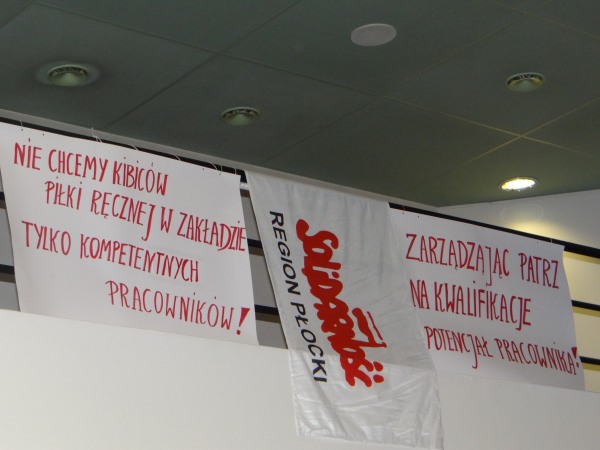 NIE CHCEMY KIBICÓW
PIŁKI RĘCZNEJ W ZAKŁADZIE
TYLKO KOMPETENTNYCH
PRACOWNIKÓW!
SOLIDARNOŚĆ
REGION PŁOCKI
ZARZĄDZAJĄC PATRZ
NA KWALIFIKACJE
POTENCJAŁ PRACOWNIKA!